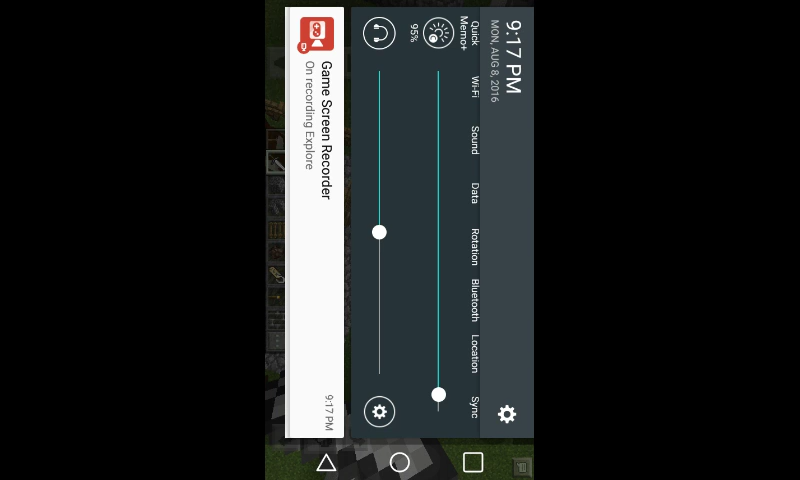 9:17 PM
MON, AUG 8, 2016
Quick Memo+
Wi-Fi
Sound
Data
Rotation
Bluetooth
Location
Sync
95%
Game Screen Recorder
On recording Explore
9:17 PM